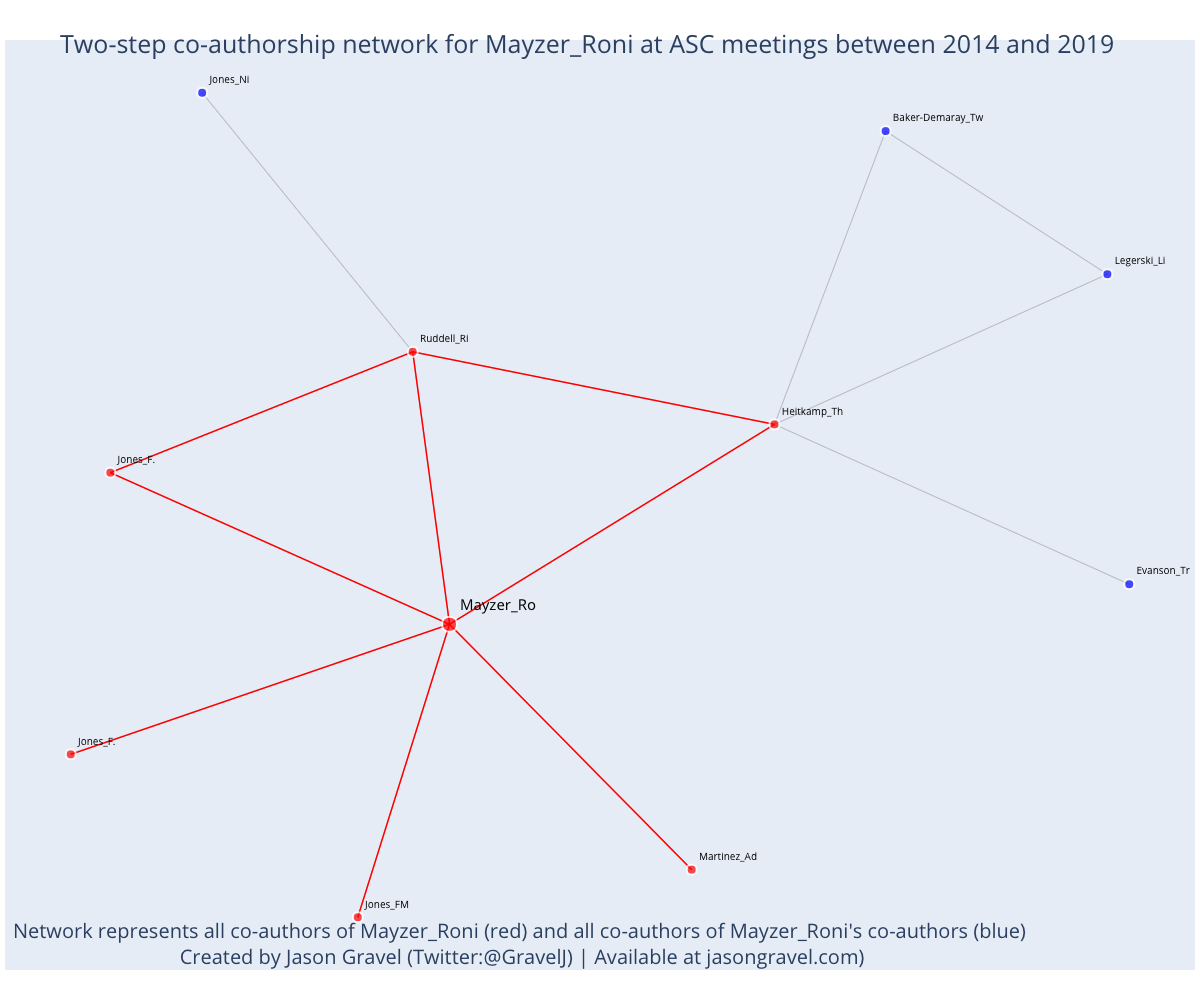 Two-step co-authorship network for Mayzer_Roni at ASC meetings between 2014 and 2019
Jones_Ni
Baker-Demaray_Tw
Legerski_Li
Ruddell_Ri
Heitkamp_Th
Jones_F.
Evanson_Tr
Mayzer_Ro
Jones_F.
Martinez_Ad
Jones_FM
Network represents all co-authors of Mayzer_Roni (red) and all co-authors of Mayzer_Roni's co-authors (blue)
Created by Jason Gravel (Twitter:@GravelJ) | Available at jasongravel.com)